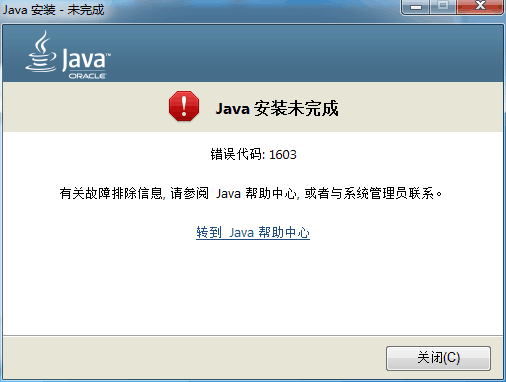 Java 安装 - 未完成
Java™
ORACLE
Java 安装未完成
错误代码: 1603
有关故障排除信息, 请参阅 Java 帮助中心, 或者与系统管理员联系。
转到 Java 帮助中心
关闭(C)